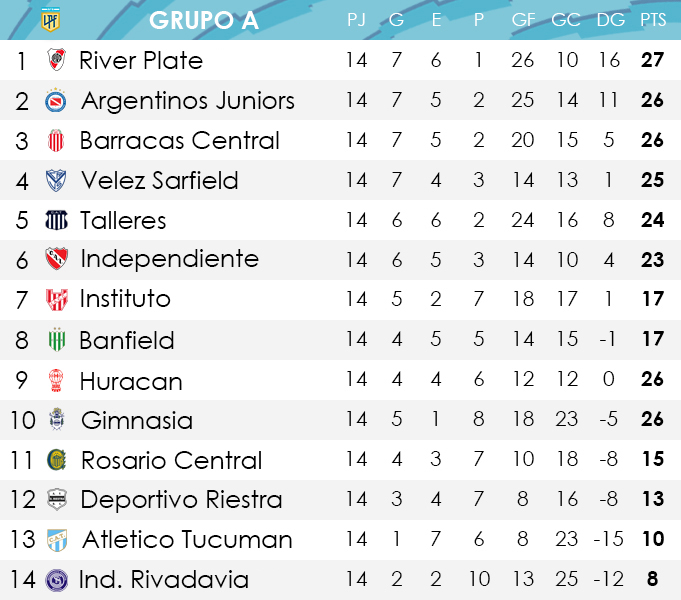 GRUPO A PJ G E P GF GC DG PTS
1 River Plate 14 7 6 1 26 10 16 27
2 Argentinos Juniors 14 7 5 2 25 14 11 26
3 Barracas Central 14 7 5 2 20 15 5 26
4 Velez Sarfield 14 7 4 3 14 13 1 25
5 Talleres 14 6 6 2 24 16 8 24
6 Independiente 14 6 5 3 14 10 4 23
7 Instituto 14 5 2 7 18 17 1 17
8 Banfield 14 4 5 5 14 15 -1 17
9 Huracan 14 4 4 6 12 12 0 26
10 Gimnasia 14 5 1 8 18 23 -5 26
11 Rosario Central 14 4 3 7 10 18 -8 15
12 Deportivo Riestra 14 3 4 7 8 16 -8 13
13 Atletico Tucuman 14 1 7 6 8 23 -15 10
14 Ind. Rivadavia 14 2 2 10 13 25 -12 8